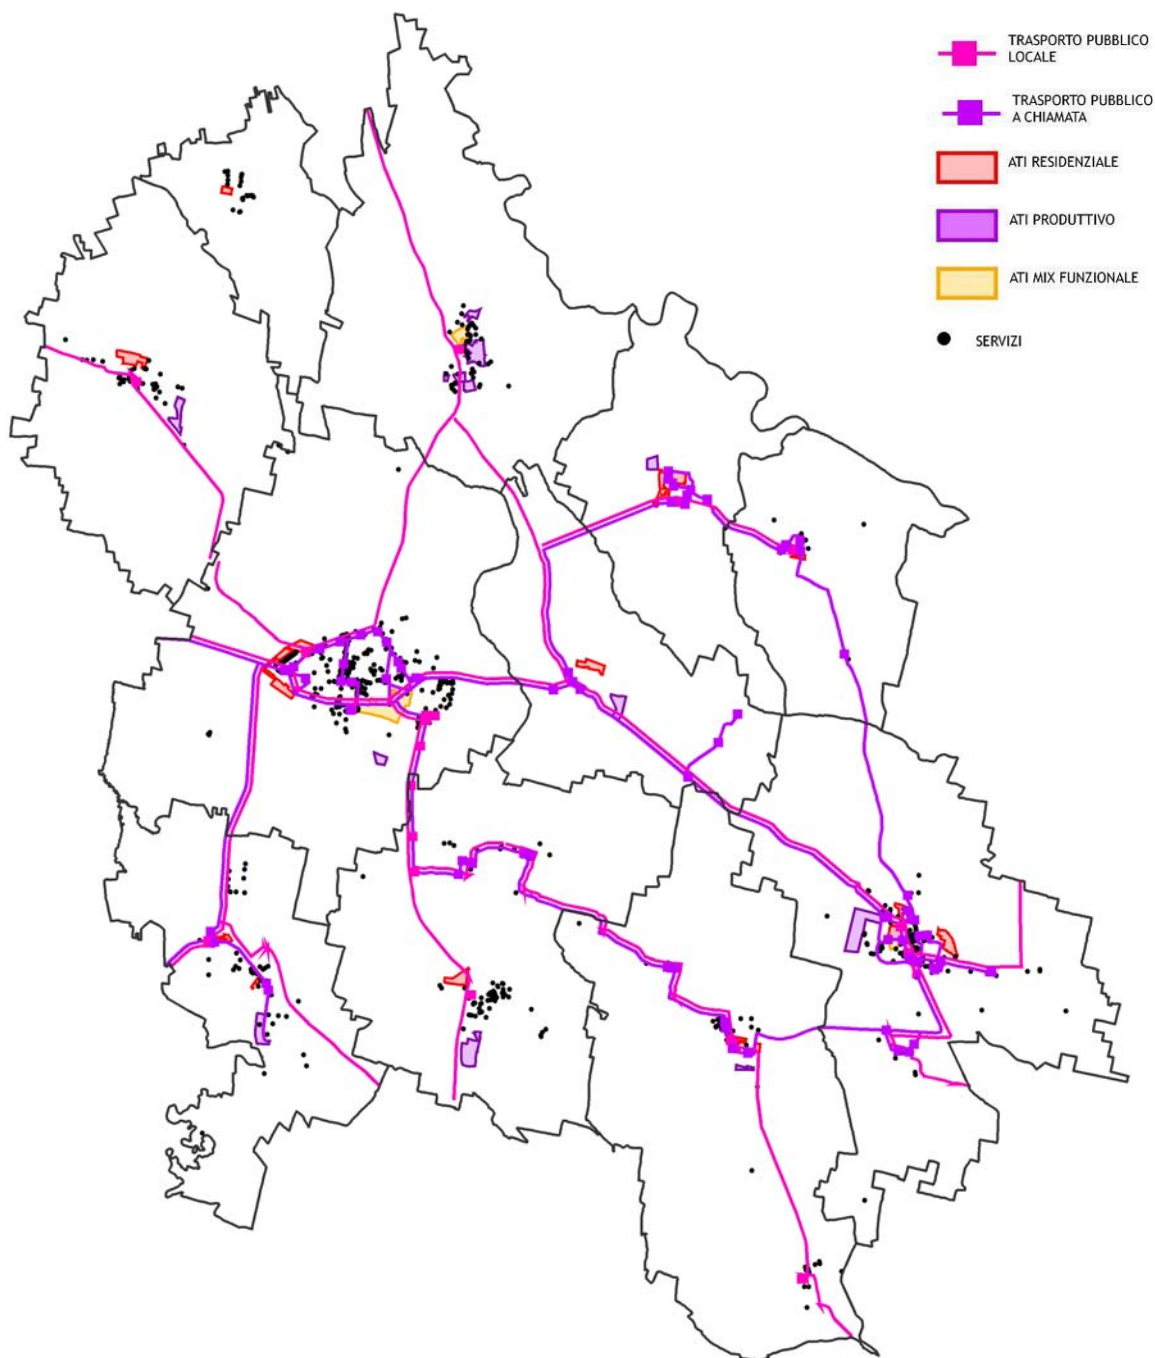 TRASPORTO PUBBLICO
LOCALE
TRASPORTO PUBBLICO
A CHIAMATA
ATI RESIDENZIALE
ATI PRODUTTIVO
ATI MIX FUNZIONALE
SERVIZI